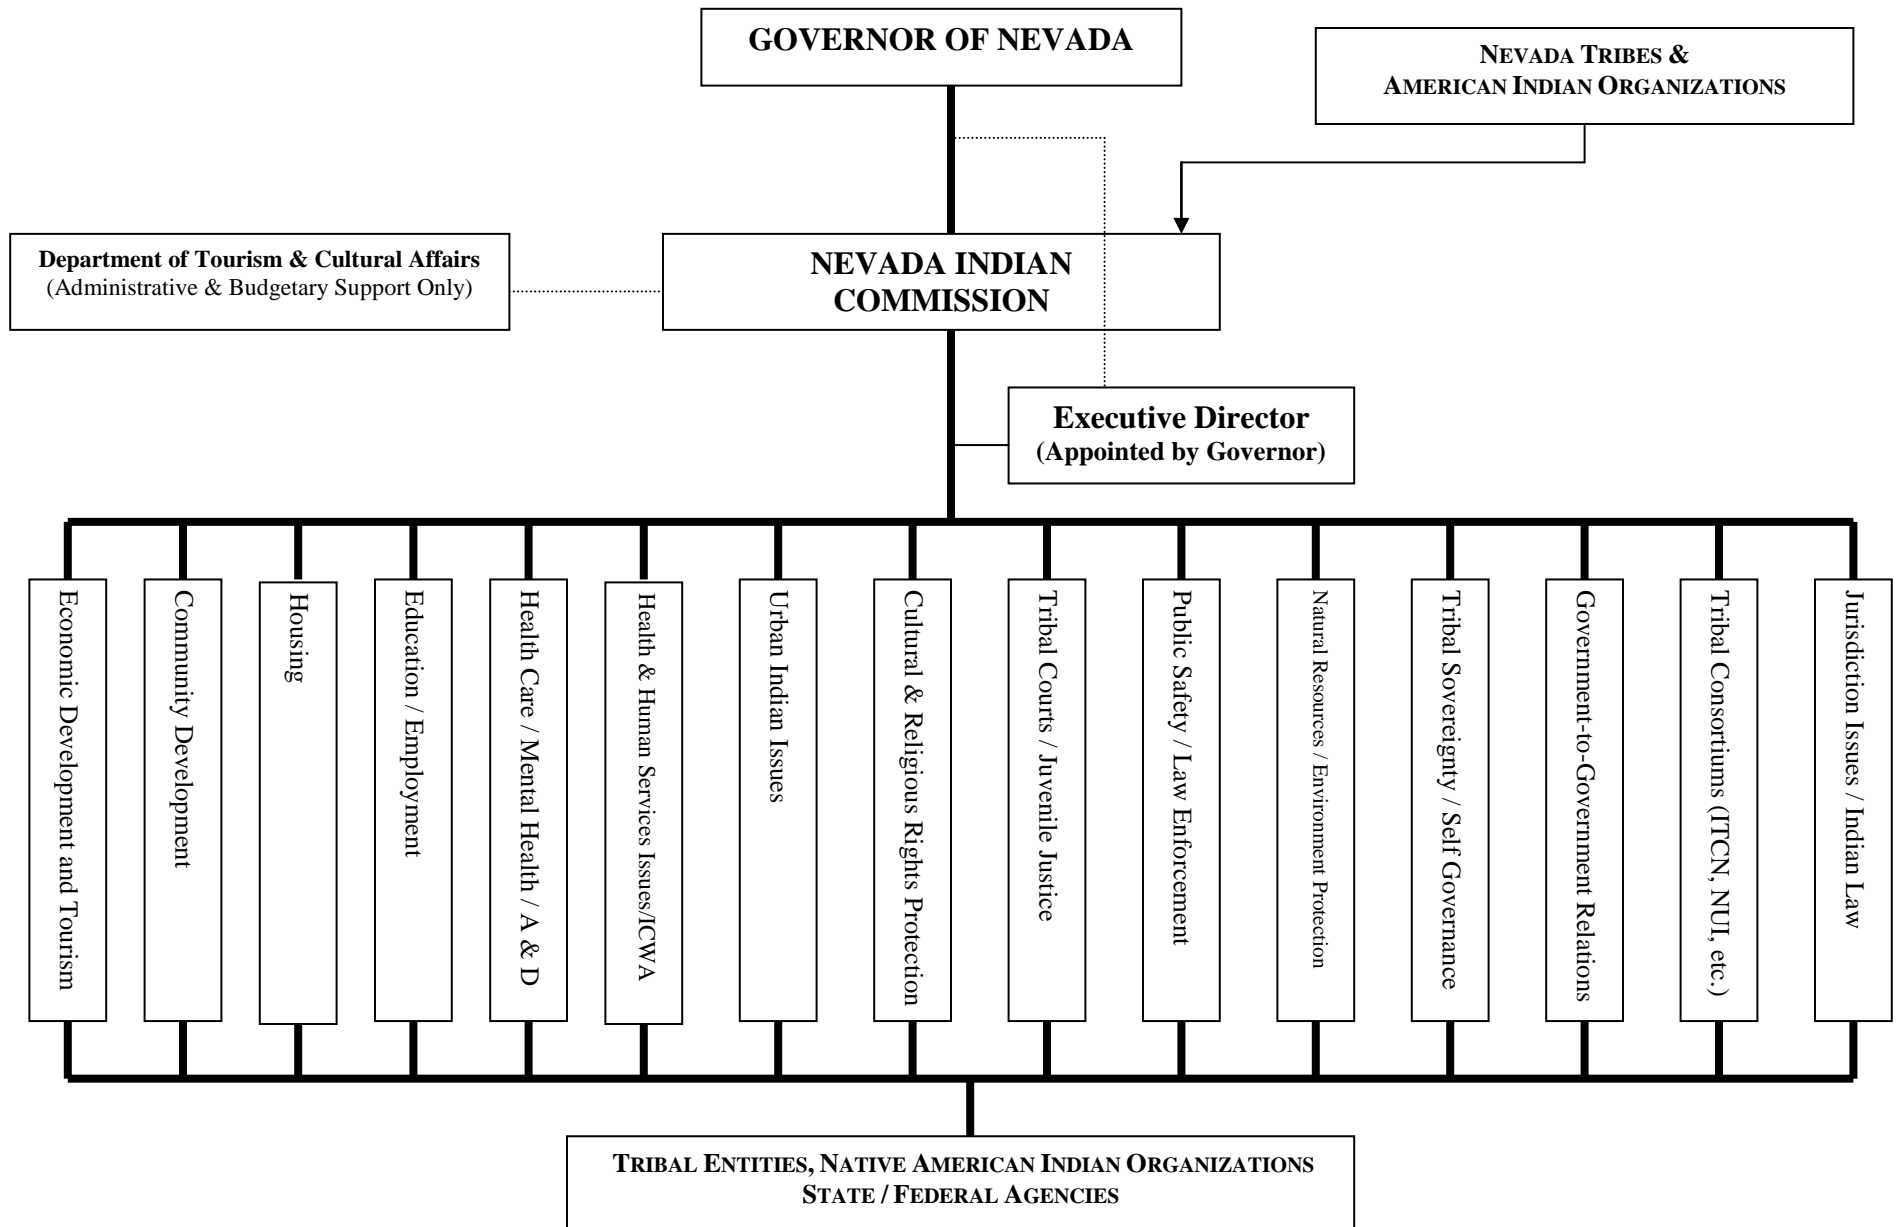 GOVERNOR OF NEVADA
NEVADA TRIBES &
AMERICAN INDIAN ORGANIZATIONS
Department of Tourism & Cultural Affairs
(Administrative & Budgetary Support Only)
NEVADA INDIAN
COMMISSION
Executive Director
(Appointed by Governor)
Economic Development and Tourism
Community Development
Housing
Education / Employment
Health Care / Mental Health / A & D
Health & Human Services Issues/ICWA
Urban Indian Issues
Cultural & Religious Rights Protection
Tribal Courts / Juvenile Justice
Public Safety / Law Enforcement
Natural Resources / Environment Protection
Tribal Sovereignty / Self Governance
Government-to-Government Relations
Tribal Consortiums (ITCN, NUI, etc.)
Jurisdiction Issues / Indian Law
TRIBAL ENTITIES, NATIVE AMERICAN INDIAN ORGANIZATIONS
STATE / FEDERAL AGENCIES